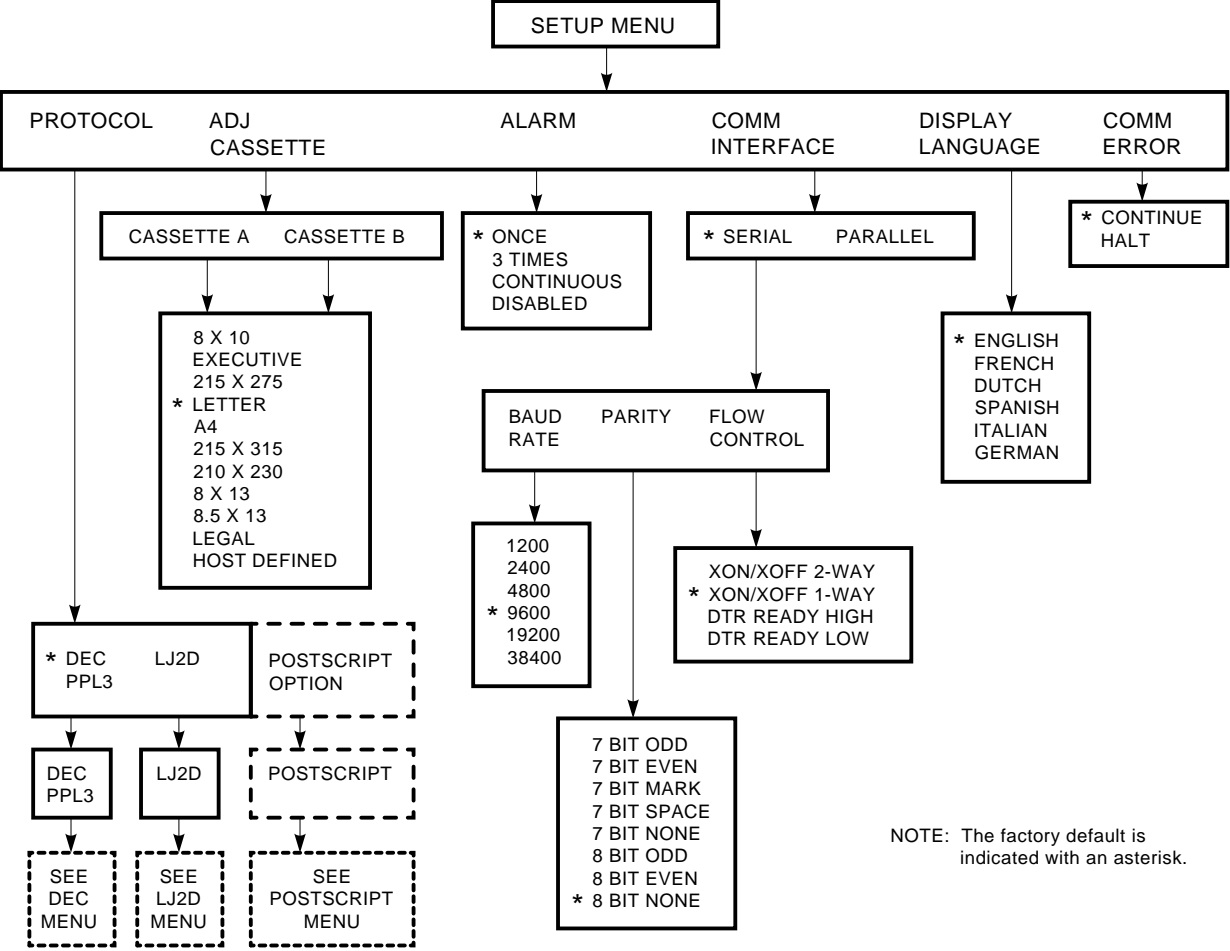 SETUP MENU
PROTOCOL
ADJ
CASSETTE
ALARM
COMM
INTERFACE
DISPLAY
LANGUAGE
COMM
ERROR
CASSETTE A
CASSETTE B
* ONCE
3 TIMES
CONTINUOUS
DISABLED
* SERIAL
PARALLEL
* CONTINUE
HALT
8 X 10
EXECUTIVE
215 X 275
* LETTER
A4
215 X 315
210 X 230
8 X 13
8.5 X 13
LEGAL
HOST DEFINED
* ENGLISH
FRENCH
DUTCH
SPANISH
ITALIAN
GERMAN
BAUD
RATE
PARITY
FLOW
CONTROL
1200
2400
4800
* 9600
19200
38400
XON/XOFF 2-WAY
* XON/XOFF 1-WAY
DTR READY HIGH
DTR READY LOW
* DEC
PPL3
LJ2D
POSTSCRIPT
OPTION
DEC
PPL3
LJ2D
POSTSCRIPT
SEE
DEC
MENU
SEE
LJ2D
MENU
SEE
POSTSCRIPT
MENU
7 BIT ODD
7 BIT EVEN
7 BIT MARK
7 BIT SPACE
7 BIT NONE
8 BIT ODD
8 BIT EVEN
* 8 BIT NONE
NOTE: The factory default is
indicated with an asterisk.